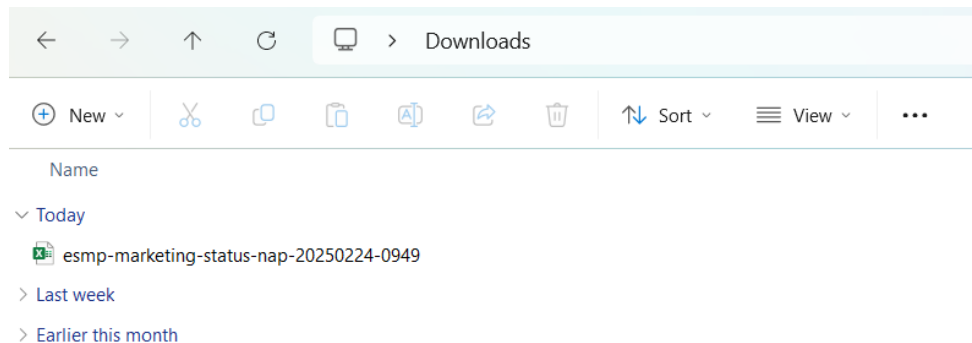 Downloads
New Sort View
Name
Today
esmp-marketing-status-nap-20250224-0949
Last week
Earlier this month